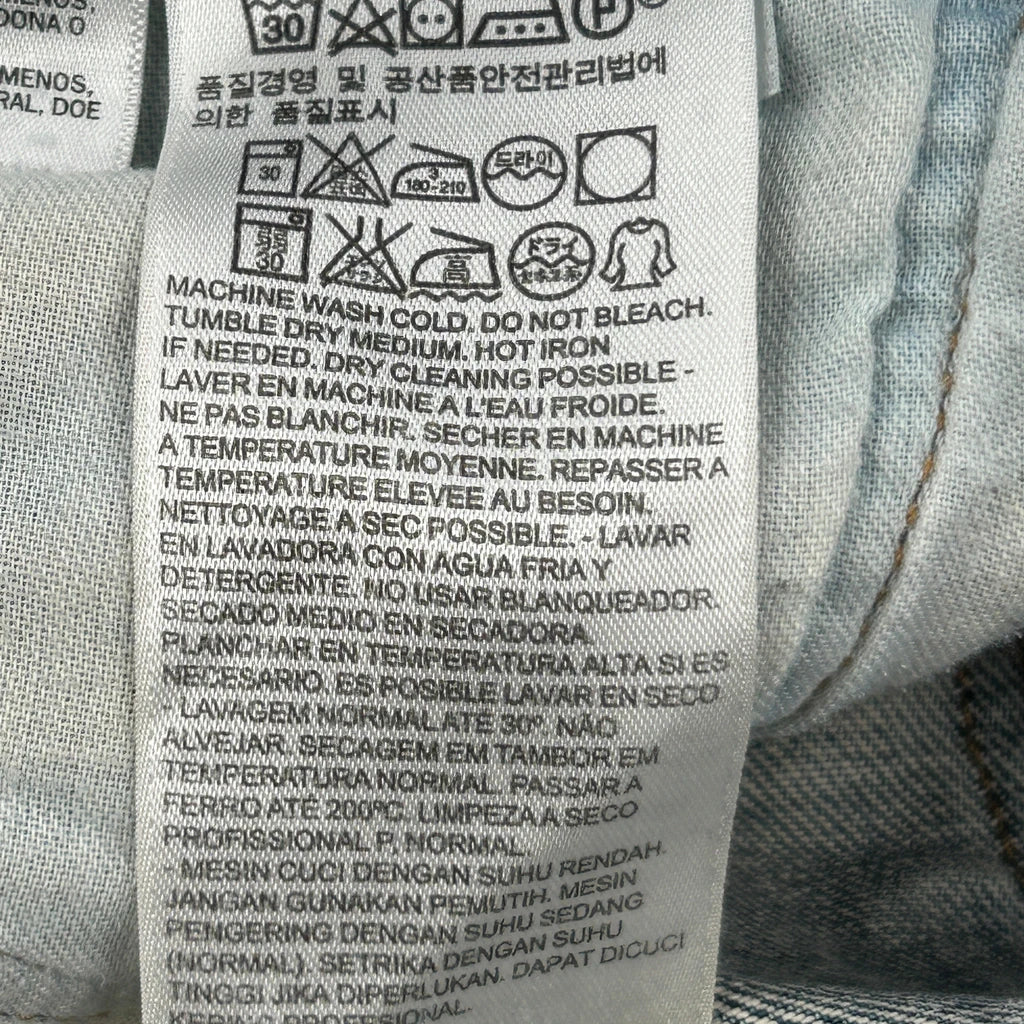 MENOS,
DONA O
MENOS,
RAL, DOE
30
P
품질경영 및 공산품안전관리법에
의한 품질표시
30
3
180-210
드라이
30
高
ドライ
MACHINE WASH COLD. DO NOT BLEACH.
TUMBLE DRY MEDIUM. HOT IRON
IF NEEDED. DRY CLEANING POSSIBLE -
LAVER EN MACHINE A L'EAU FROIDE.
NE PAS BLANCHIR. SECHER EN MACHINE
A TEMPERATURE MOYENNE. REPASSER A
TEMPERATURE ELEVEE AU BESOIN.
NETTOYAGE A SEC POSSIBLE. - LAVAR
EN LAVADORA CON AGUA FRIA Y
DETERGENTE. NO USAR BLANQUEADOR.
SECADO MEDIO EN SECADORA.
PLANCHAR EN TEMPERATURA ALTA SI ES
NECESARIO. ES POSIBLE LAVAR EN SECO
- LAVAGEM NORMAL ATE 30º. NÃO
ALVEJAR. SECAGEM EM TAMBOR EM
TEMPERATURA NORMAL. PASSAR A
FERRO ATÉ 200ºC. LIMPEZA A SECO
PROFISSIONAL P. NORMAL.
- MESIN CUCI DENGAN SUHU RENDAH.
JANGAN GUNAKAN PEMUTIH. MESIN
PENGERING DENGAN SUHU SEDANG
(NORMAL). SETRIKA DENGAN SUHU
TINGGI JIKA DIPERLUKAN. DAPAT DICUCI
KERING PROFESIONAL.